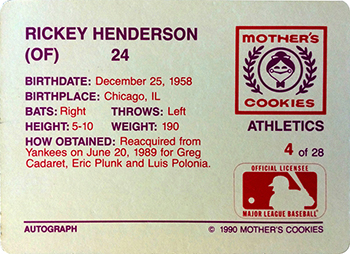 RICKEY HENDERSON
(OF) 24
BIRTHDATE: December 25, 1958
BIRTHPLACE: Chicago, IL
BATS: Right THROWS: Left
HEIGHT: 5-10 WEIGHT: 190
HOW OBTAINED: Reacquired from
Yankees on June 20, 1989 for Greg
Cadaret, Eric Plunk and Luis Polonia.
MOTHER'S
COOKIES
ATHLETICS
4 of 28
OFFICIAL LICENSEE
MAJOR LEAGUE BASEBALL
AUTOGRAPH
© 1990 MOTHER'S COOKIES